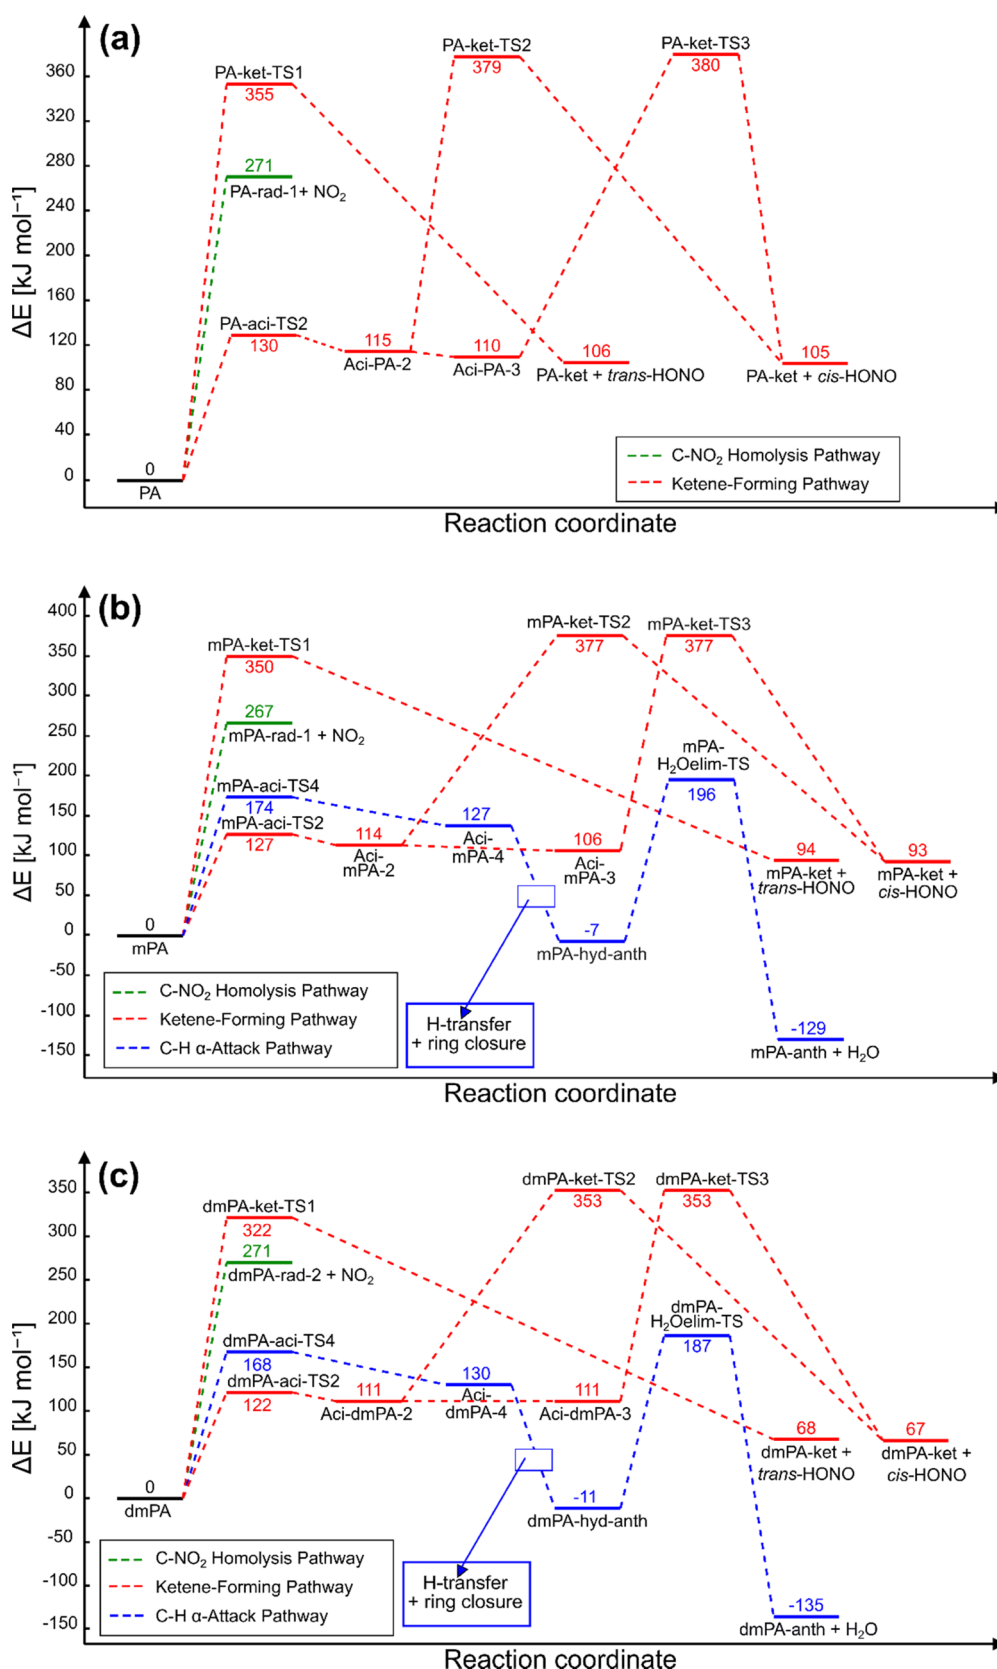 (a)
ΔE [kJ mol⁻¹]
360
320
280
240
200
160
120
80
40
0
PA-ket-TS1
355
PA-ket-TS2
379
PA-ket-TS3
380
271
PA-rad-1+ NO₂
PA-aci-TS2
130
115
Aci-PA-2
110
Aci-PA-3
106
PA-ket + trans-HONO
105
PA-ket + cis-HONO
0
PA
C-NO₂ Homolysis Pathway
Ketene-Forming Pathway
Reaction coordinate
(b)
ΔE [kJ mol⁻¹]
400
350
300
250
200
150
100
50
0
-50
-100
-150
mPA-ket-TS1
350
mPA-ket-TS2
377
mPA-ket-TS3
377
267
mPA-rad-1 + NO₂
mPA-aci-TS4
174
mPA-aci-TS2
127
114
Aci-
mPA-2
127
Aci-
mPA-4
106
Aci-
mPA-3
mPA-
H₂Oelim-TS
196
94
mPA-ket +
trans-HONO
93
mPA-ket +
cis-HONO
0
mPA
-7
mPA-hyd-anth
-129
mPA-anth + H₂O
H-transfer
+ ring closure
C-NO₂ Homolysis Pathway
Ketene-Forming Pathway
C-H α-Attack Pathway
Reaction coordinate
(c)
ΔE [kJ mol⁻¹]
350
300
250
200
150
100
50
0
-50
-100
-150
dmPA-ket-TS1
322
dmPA-ket-TS2
353
dmPA-ket-TS3
353
271
dmPA-rad-2 + NO₂
dmPA-aci-TS4
168
dmPA-aci-TS2
122
111
Aci-dmPA-2
130
Aci-
dmPA-4
111
Aci-dmPA-3
dmPA-
H₂Oelim-TS
187
68
dmPA-ket +
trans-HONO
67
dmPA-ket +
cis-HONO
0
dmPA
-11
dmPA-hyd-anth
-135
dmPA-anth + H₂O
H-transfer
+ ring closure
C-NO₂ Homolysis Pathway
Ketene-Forming Pathway
C-H α-Attack Pathway
Reaction coordinate